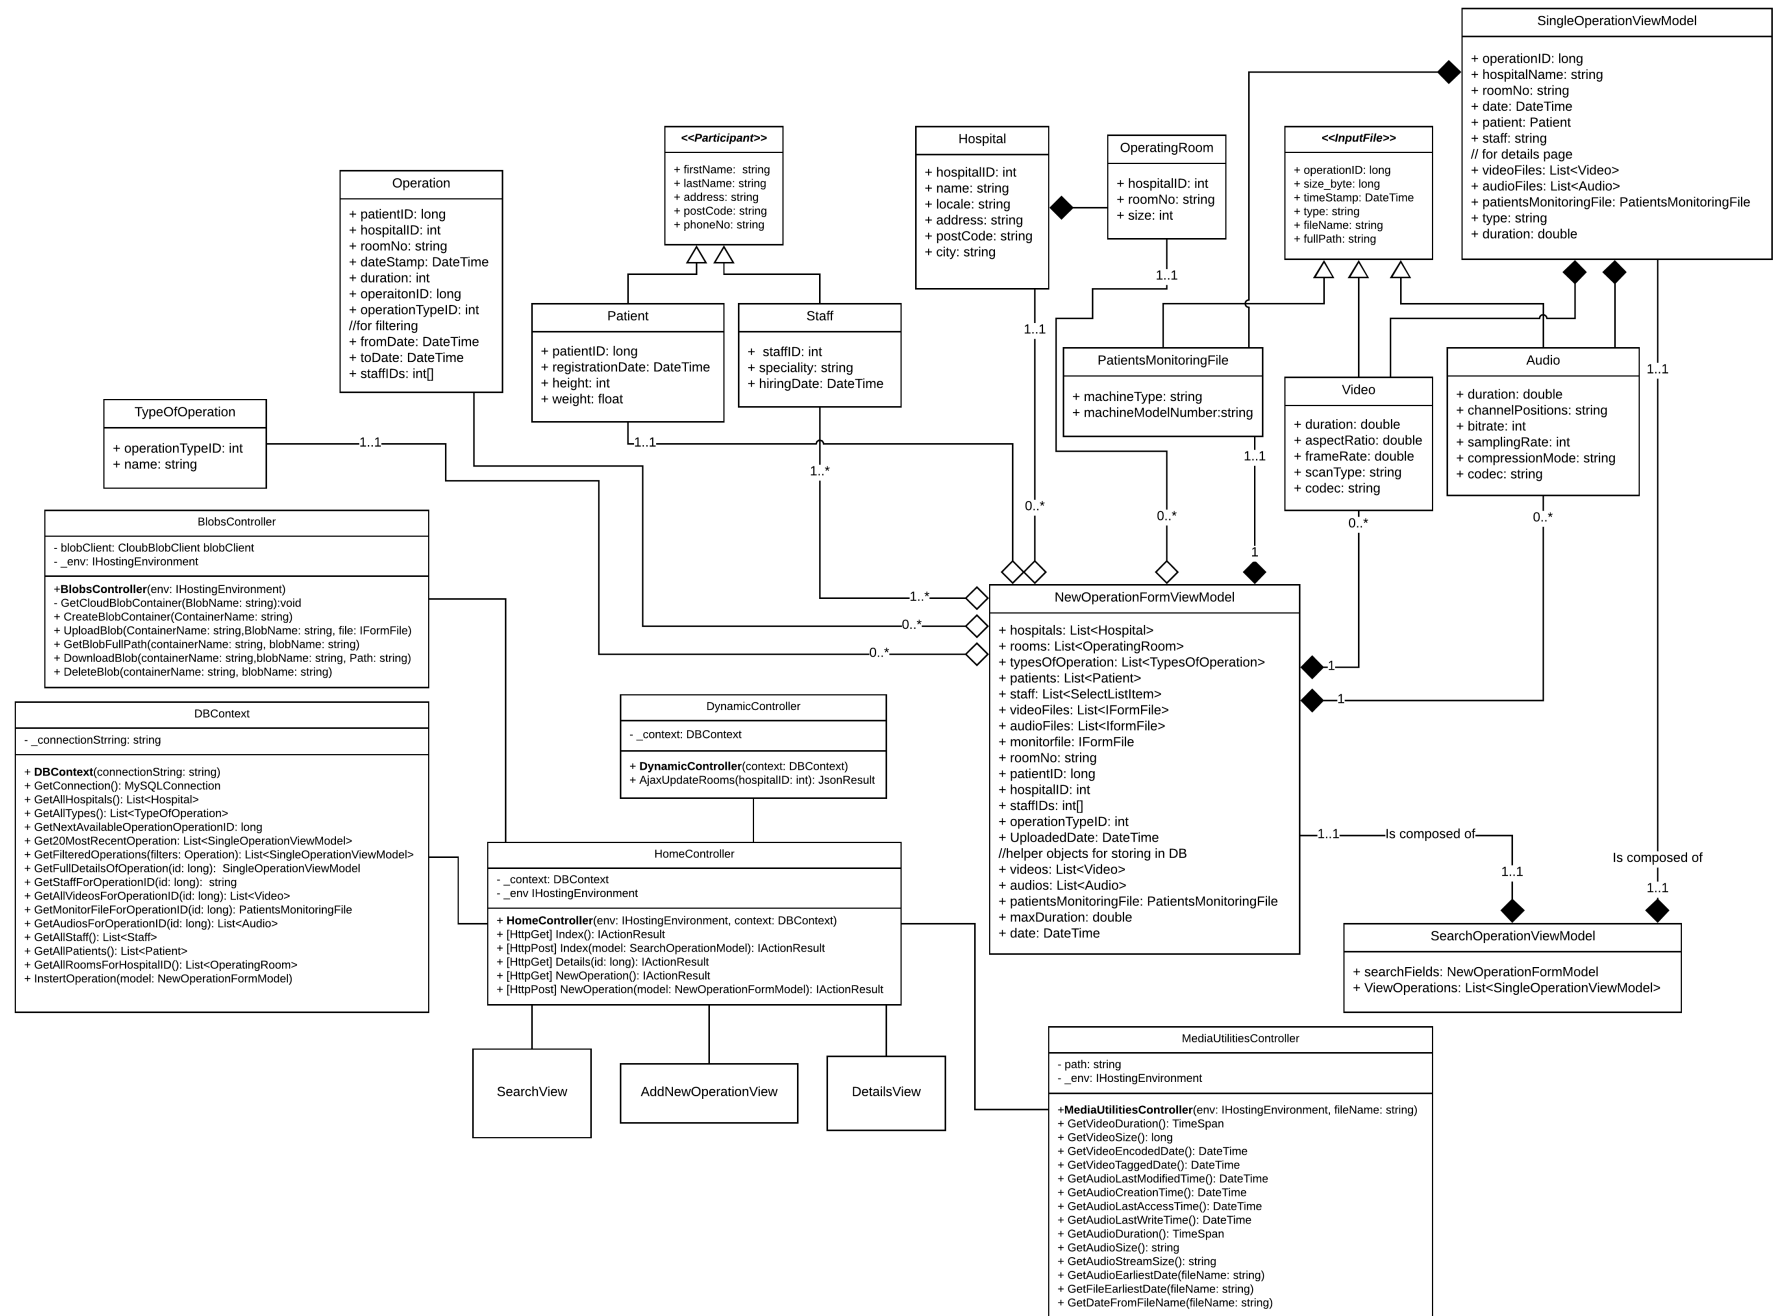 SingleOperationViewModel
+ operationID: long
+ hospitalName: string
+ roomNo: string
+ date: DateTime
+ patient: Patient
+ staff: string
// for details page
+ videoFiles: List<Video>
+ audioFiles: List<Audio>
+ patientsMonitoringFile: PatientsMonitoringFile
+ type: string
+ duration: double
<<Participant>>
+ firstName:  string
+ lastName: string
+ address: string
+ postCode: string
+ phoneNo: string
Hospital
+ hospitalID: int
+ name: string
+ locale: string
+ address: string
+ postCode: string
+ city: string
OperatingRoom
+ hospitalID: int
+ roomNo: string
+ size: int
<<InputFile>>
+ operationID: long
+ size_byte: long
+ timeStamp: DateTime
+ type: string
+ fileName: string
+ fullPath: string
Operation
+ patientID: long
+ hospitalID: int
+ roomNo: string
+ dateStamp: DateTime
+ duration: int
+ operaitonID: long
+ operationTypeID: int
//for filtering
+ fromDate: DateTime
+ toDate: DateTime
+ staffIDs: int[]
Patient
+ patientID: long
+ registrationDate: DateTime
+ height: int
+ weight: float
Staff
+  staffID: int
+ speciality: string
+ hiringDate: DateTime
1..1
1..1
PatientsMonitoringFile
+ machineType: string
+ machineModelNumber:string
Video
+ duration: double
+ aspectRatio: double
+ frameRate: double
+ scanType: string
+ codec: string
Audio
+ duration: double
+ channelPositions: string
+ bitrate: int
+ samplingRate: int
+ compressionMode: string
+ codec: string
1..1
TypeOfOperation
+ operationTypeID: int
+ name: string
1..1
1..1
1..*
1..1
0..*
0..*
0..*
0..*
1
1..*
0..*
0..*
1
1
BlobsController
- blobClient: CloubBlobClient blobClient
- _env: IHostingEnvironment
+BlobsController(env: IHostingEnvironment)
- GetCloudBlobContainer(BlobName: string):void
+ CreateBlobContainer(ContainerName: string)
+ UploadBlob(ContainerName: string,BlobName: string, file: IFormFile)
+ GetBlobFullPath(containerName: string, blobName: string)
+ DownloadBlob(containerName: string,blobName: string, Path: string)
+ DeleteBlob(containerName: string, blobName: string)
NewOperationFormViewModel
+ hospitals: List<Hospital>
+ rooms: List<OperatingRoom>
+ typesOfOperation: List<TypesOfOperation>
+ patients: List<Patient>
+ staff: List<SelectListItem>
+ videoFiles: List<IFormFile>
+ audioFiles: List<IformFile>
+ monitorfile: IFormFile
+ roomNo: string
+ patientID: long
+ hospitalID: int
+ staffIDs: int[]
+ operationTypeID: int
+ UploadedDate: DateTime
//helper objects for storing in DB
+ videos: List<Video>
+ audios: List<Audio>
+ patientsMonitoringFile: PatientsMonitoringFile
+ maxDuration: double
+ date: DateTime
DBContext
- _connectionStrring: string
+ DBContext(connectionString: string)
+ GetConnection(): MySQLConnection
+ GetAllHospitals(): List<Hospital>
+ GetAllTypes(): List<TypeOfOperation>
+ GetNextAvailableOperationOperationID: long
+ Get20MostRecentOperation: List<SingleOperationViewModel>
+ GetFilteredOperations(filters: Operation): List<SingleOperationViewModel>
+ GetFullDetailsOfOperation(id: long):  SingleOperationViewModel
+ GetStaffForOperationID(id: long):  string
+ GetAllVideosForOperationID(id: long): List<Video>
+ GetMonitorFileForOperationID(id: long): PatientsMonitoringFile
+ GetAudiosForOperationID(id: long): List<Audio>
+ GetAllStaff(): List<Staff>
+ GetAllPatients(): List<Patient>
+ GetAllRoomsForHospitalID(): List<OperatingRoom>
+ InstertOperation(model: NewOperationFormModel)
DynamicController
- _context: DBContext
+ DynamicController(context: DBContext)
+ AjaxUpdateRooms(hospitalID: int): JsonResult
HomeController
- _context: DBContext
- _env IHostingEnvironment
+ HomeController(env: IHostingEnvironment, context: DBContext)
+ [HttpGet] Index(): IActionResult
+ [HttpPost] Index(model: SearchOperationModel): IActionResult
+ [HttpGet] Details(id: long): IActionResult
+ [HttpGet] NewOperation(): IActionResult
+ [HttpPost] NewOperation(model: NewOperationFormModel): IActionResult
1..1
Is composed of
1..1
Is composed of
1..1
SearchOperationViewModel
+ searchFields: NewOperationFormModel
+ ViewOperations: List<SingleOperationViewModel>
SearchView
AddNewOperationView
DetailsView
MediaUtilitiesController
- path: string
- _env: IHostingEnvironment
+MediaUtilitiesController(env: IHostingEnvironment, fileName: string)
+ GetVideoDuration(): TimeSpan
+ GetVideoSize(): long
+ GetVideoEncodedDate(): DateTime
+ GetVideoTaggedDate(): DateTime
+ GetAudioLastModifiedTime(): DateTime
+ GetAudioCreationTime(): DateTime
+ GetAudioLastAccessTime(): DateTime
+ GetAudioLastWriteTime(): DateTime
+ GetAudioDuration(): TimeSpan
+ GetAudioSize(): string
+ GetAudioStreamSize(): string
+ GetAudioEarliestDate(fileName: string)
+ GetFileEarliestDate(fileName: string)
+ GetDateFromFileName(fileName: string)